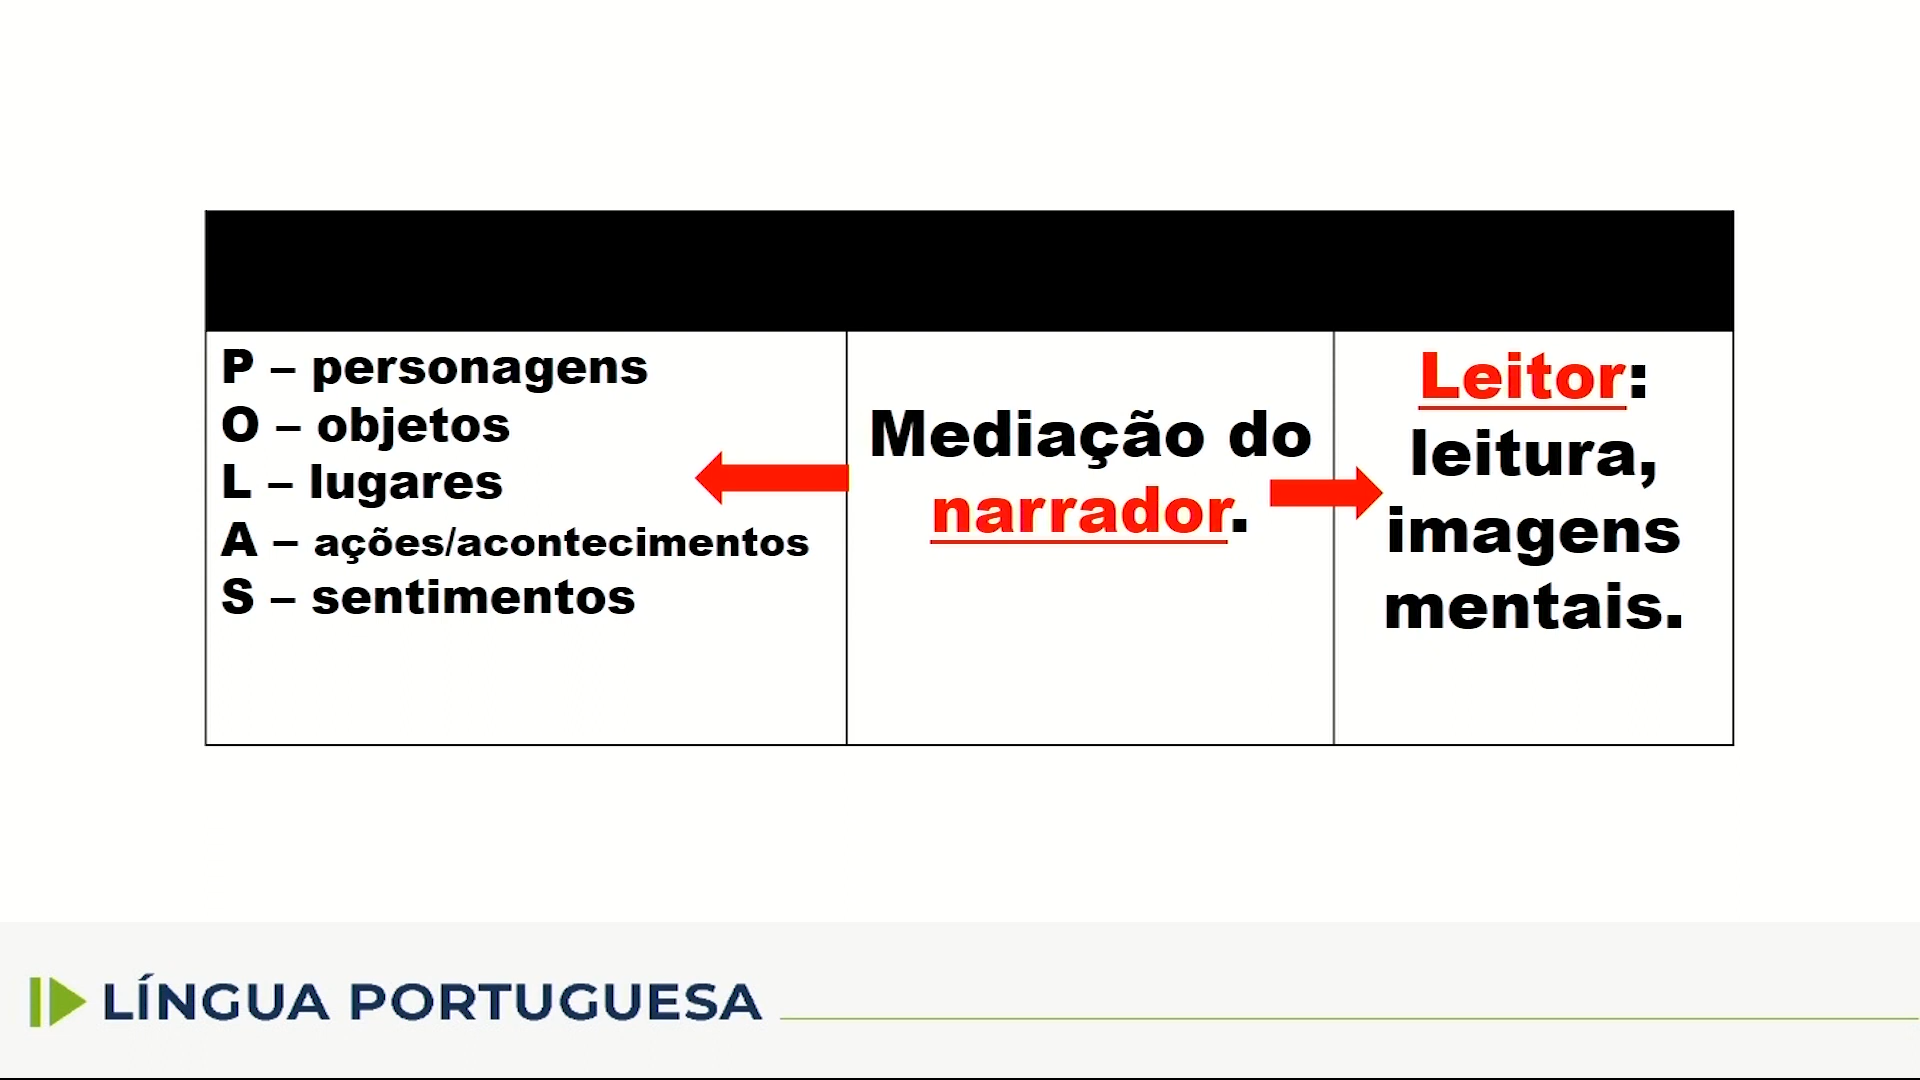 P – personagens
O – objetos
L – lugares
A – ações/acontecimentos
S – sentimentos
Mediação do
narrador.
Leitor:
leitura,
imagens
mentais.
LÍNGUA PORTUGUESA